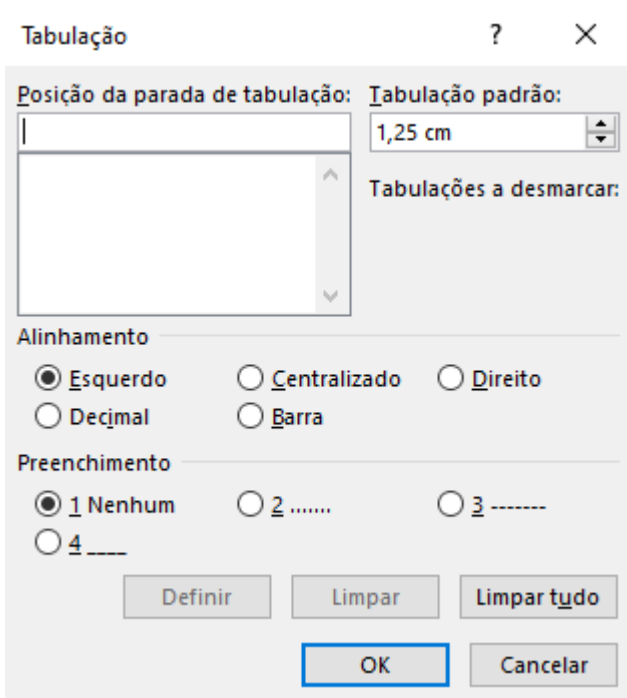 Tabulação ?
Posição da parada de tabulação: Tabulação padrão:
1,25 cm
Tabulações a desmarcar:
Alinhamento
Esquerdo Centralizado Direito
Decimal Barra
Preenchimento
1 Nenhum 2 ....... 3 -------
4 ____
Definir Limpar Limpar tudo
OK Cancelar